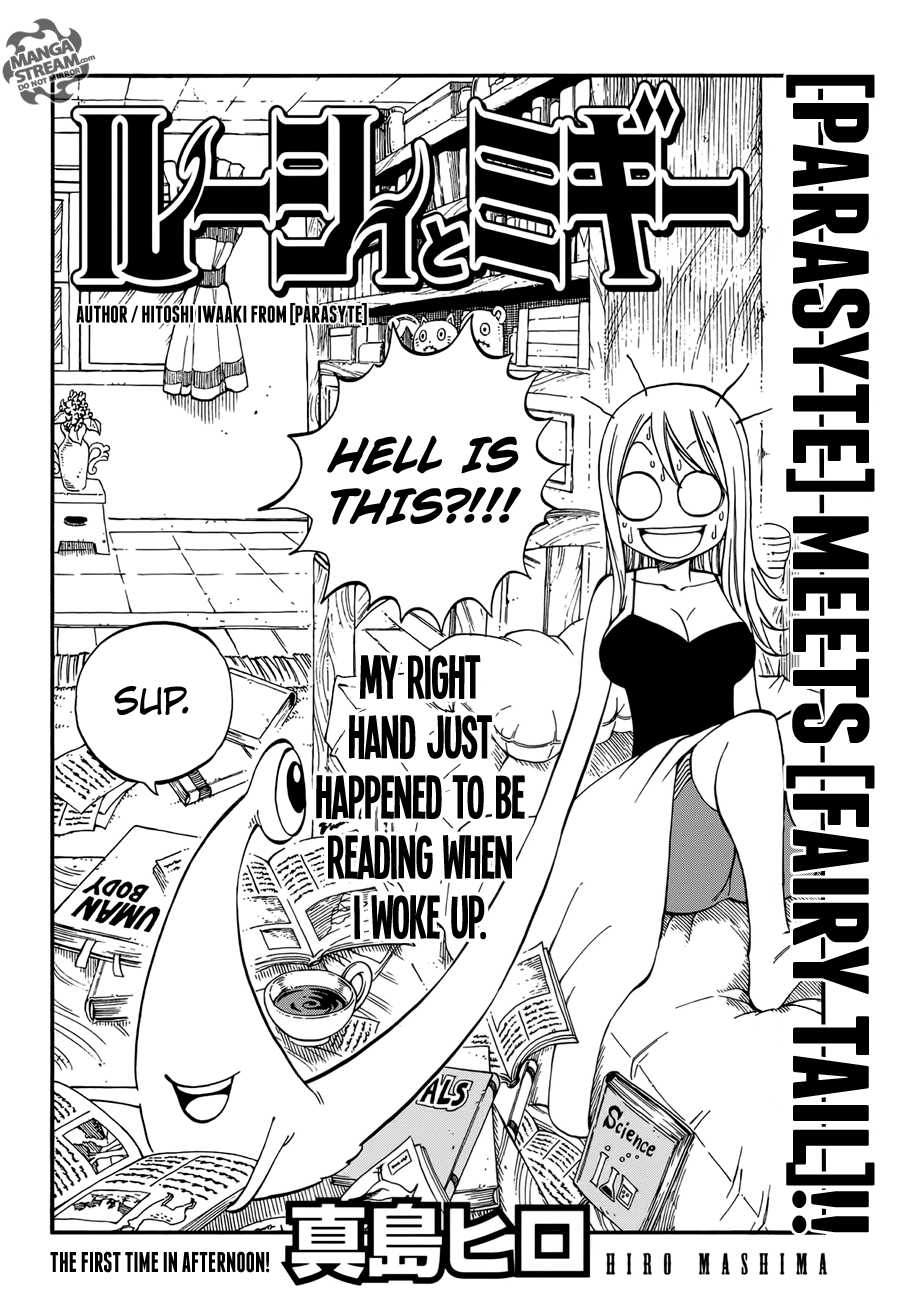 MANGA
STREAM.com
DO NOT MIRROR
[PARASYTE] MEETS [FAIRY TAIL]!!
ルーシィとミギー
AUTHOR / HITOSHI IWAAKI FROM [PARASYTE]
HELL IS
THIS?!!!
SUP.
MY RIGHT
HAND JUST
HAPPENED TO BE
READING WHEN
I WOKE UP.
UMAN
BODY
ALS
Science
THE FIRST TIME IN AFTERNOON!
真島ヒロ
HIRO MASHIMA